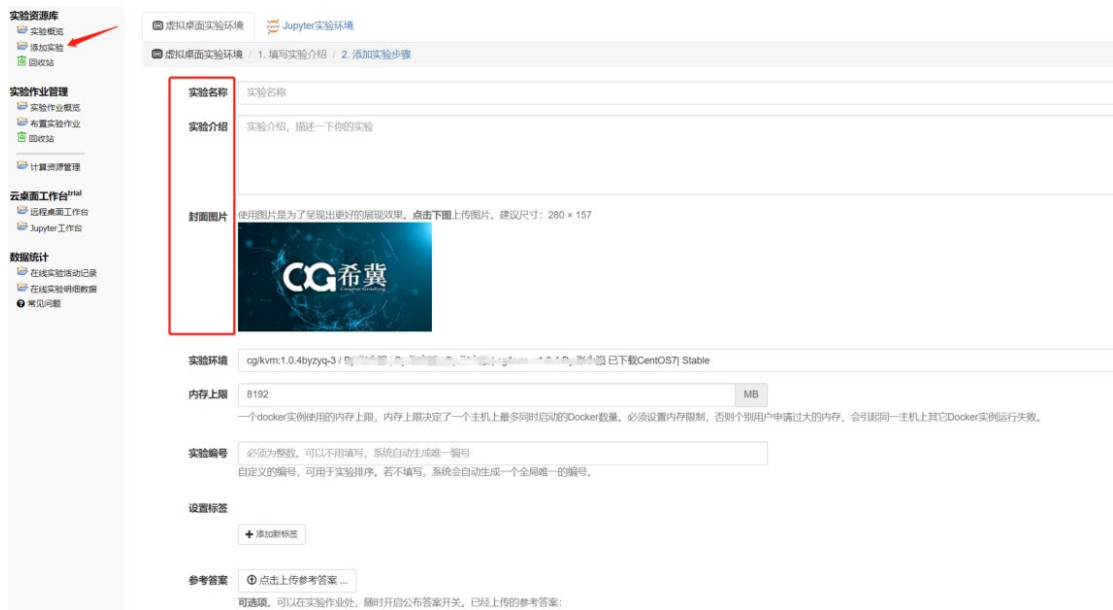 实验资源库
实验概览
添加实验
回收站
实验作业管理
实验作业概览
布置实验作业
回收站
计算资源管理
云桌面工作台trial
远程桌面工作台
Jupyter工作台
数据统计
在线实验活动记录
在线实验明细数据
常见问题
虚拟桌面实验环境 Jupyter实验环境
虚拟桌面实验环境 / 1. 填写实验介绍 / 2. 添加实验步骤
实验名称 实验名称
实验介绍 实验介绍，描述一下你的实验
封面图片 使用图片是为了呈现出更好的展现效果。点击下图上传图片。建议尺寸：280 × 157
CG希冀
实验环境 cg/kvm:1.0.4byzyq-3 / 已下载CentOS7| Stable
内存上限 8192 MB
一个docker实例使用的内存上限，内存上限决定了一个主机上最多同时启动的Docker数量。必须设置内存限制，否则个别用户申请过大的内存，会引起同一主机上其它Docker实例运行失败。
实验编号 必须为整数。可以不用填写，系统自动生成唯一编号
自定义的编号，可用于实验排序。若不填写，系统会自动生成一个全局唯一的编号。
设置标签
添加新标签
参考答案 点击上传参考答案 ...
可选项。可以在实验作业处，随时开启公布答案开关。已经上传的参考答案：